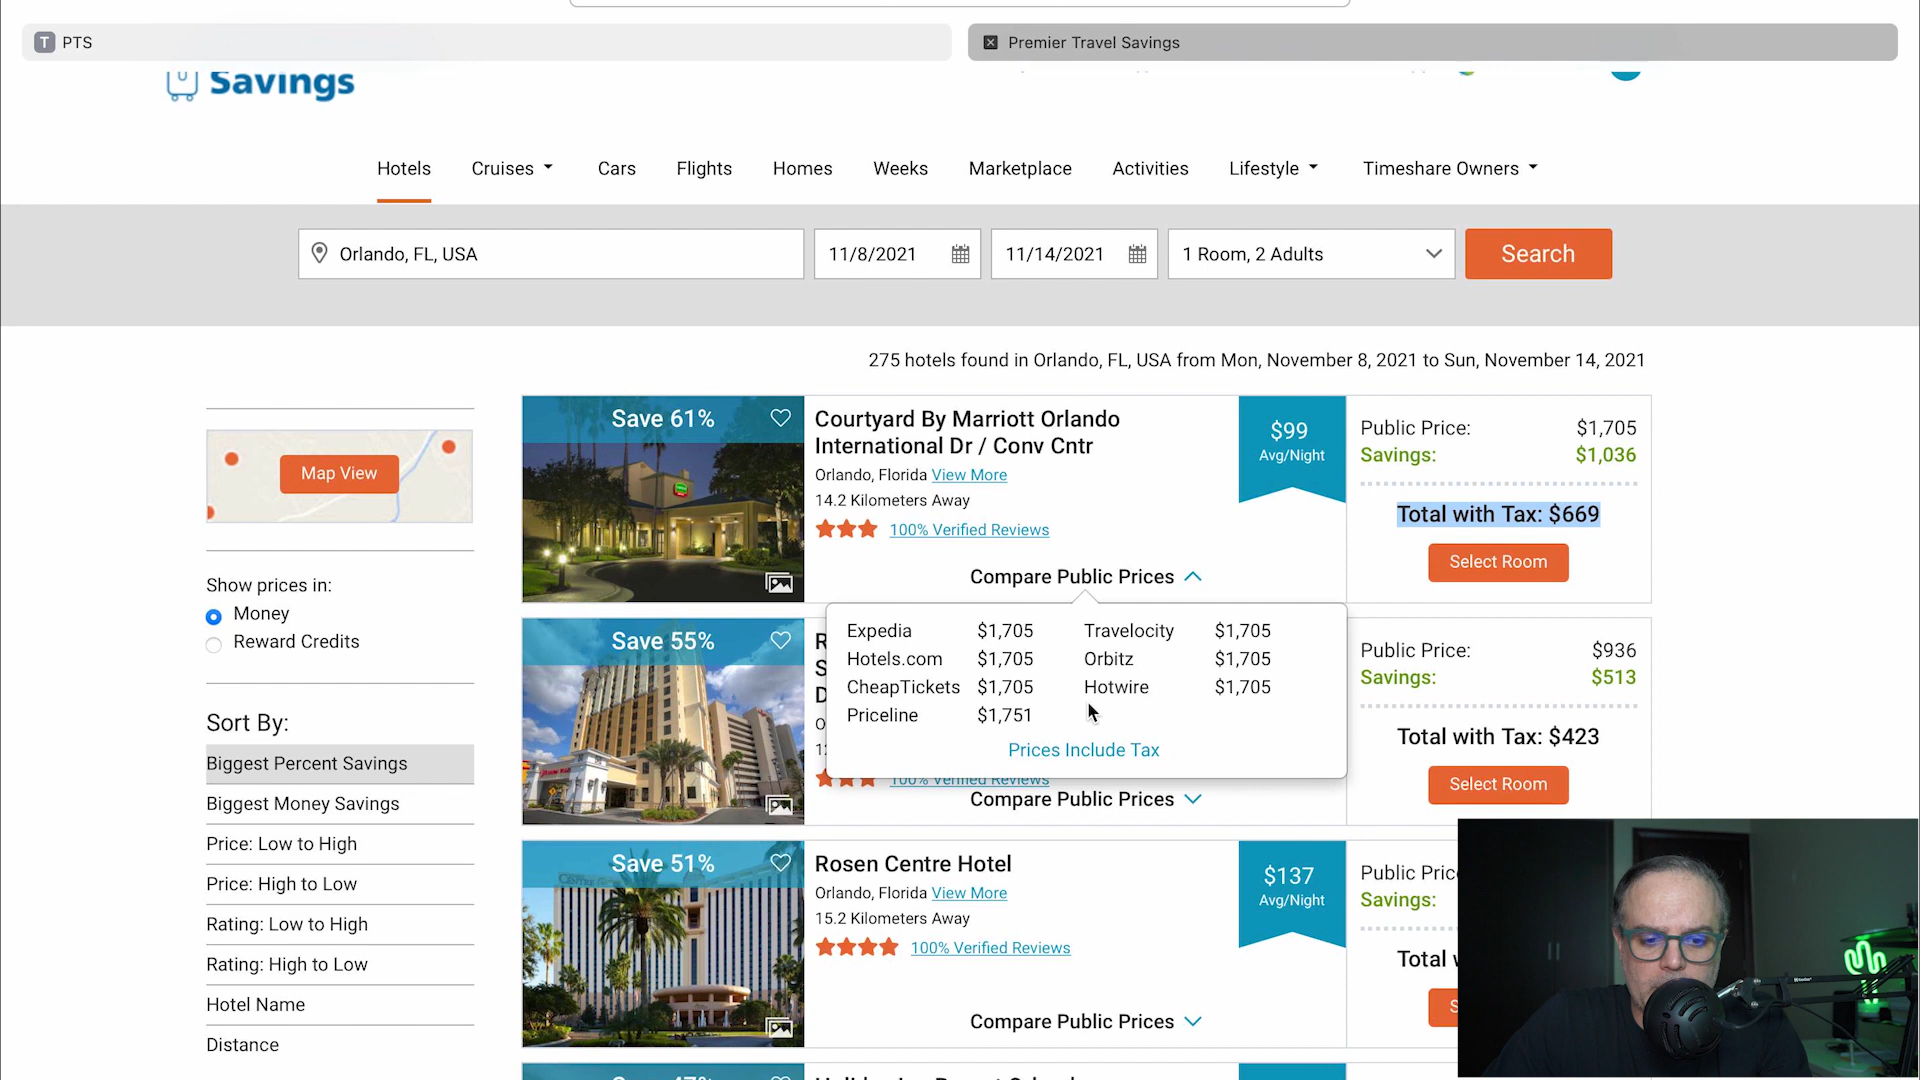 T PTS
Premier Travel Savings
Savings
Hotels
Cruises
Cars
Flights
Homes
Weeks
Marketplace
Activities
Lifestyle
Timeshare Owners
Orlando, FL, USA
11/8/2021
11/14/2021
1 Room, 2 Adults
Search
275 hotels found in Orlando, FL, USA from Mon, November 8, 2021 to Sun, November 14, 2021
Map View
Show prices in:
Money
Reward Credits
Sort By:
Biggest Percent Savings
Biggest Money Savings
Price: Low to High
Price: High to Low
Rating: Low to High
Rating: High to Low
Hotel Name
Distance
Save 61%
Courtyard By Marriott Orlando
International Dr / Conv Cntr
Orlando, Florida View More
14.2 Kilometers Away
100% Verified Reviews
Compare Public Prices
$99
Avg/Night
Public Price: $1,705
Savings: $1,036
Total with Tax: $669
Select Room
Expedia $1,705 Travelocity $1,705
Hotels.com $1,705 Orbitz $1,705
CheapTickets $1,705 Hotwire $1,705
Priceline $1,751
Prices Include Tax
Save 55%
100% Verified Reviews
Compare Public Prices
Public Price: $936
Savings: $513
Total with Tax: $423
Select Room
Save 51%
Rosen Centre Hotel
Orlando, Florida View More
15.2 Kilometers Away
100% Verified Reviews
Compare Public Prices
$137
Avg/Night
Public
Savings:
Total